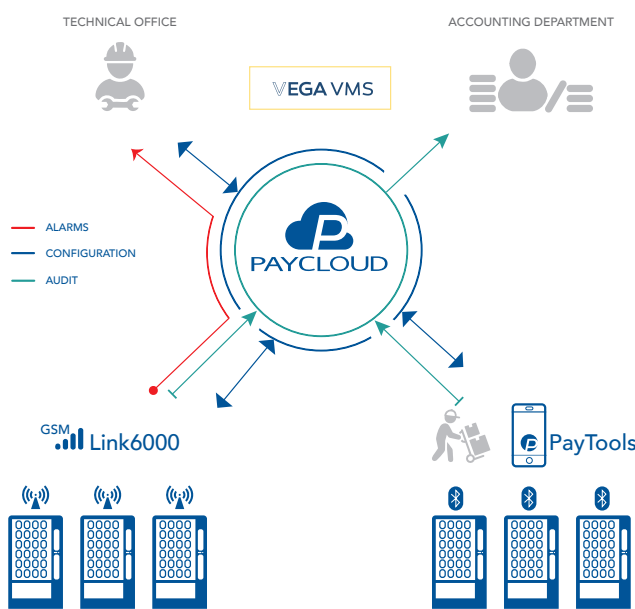 TECHNICAL OFFICE
ACCOUNTING DEPARTMENT
VEGA VMS
ALARMS
CONFIGURATION
AUDIT
PAYCLOUD
GSM
Link6000
PayTools